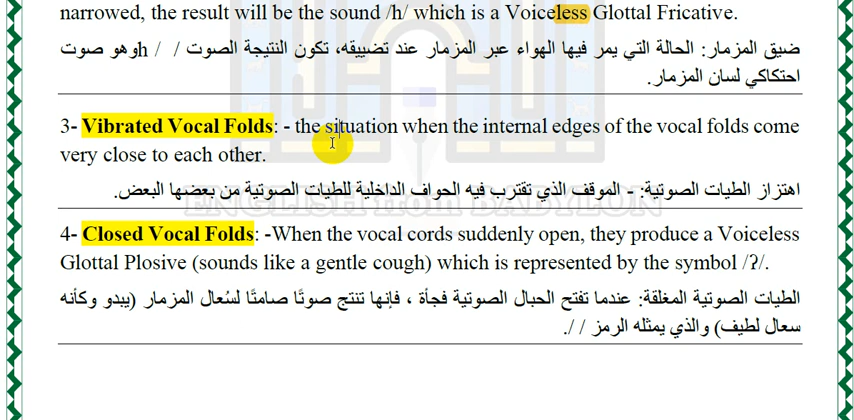 narrowed, the result will be the sound /h/ which is a Voiceless Glottal Fricative.
ضيق المزمار: الحالة التي يمر فيها الهواء عبر المزمار عند تضييقه، تكون النتيجة الصوت / / h وهو صوت
احتكاكي لسان المزمار.
3- Vibrated Vocal Folds: - the situation when the internal edges of the vocal folds come
very close to each other.
اهتزاز الطيات الصوتية: - الموقف الذي تقترب فيه الحواف الداخلية للطيات الصوتية من بعضها البعض.
ENGLISH from BABYLON
4- Closed Vocal Folds: -When the vocal cords suddenly open, they produce a Voiceless
Glottal Plosive (sounds like a gentle cough) which is represented by the symbol /ʔ/.
الطيات الصوتية المغلقة: عندما تفتح الحبال الصوتية فجأة ، فإنها تنتج صوتًا صامتًا لسُعال المزمار (يبدو وكأنه
سعال لطيف) والذي يمثله الرمز / /.